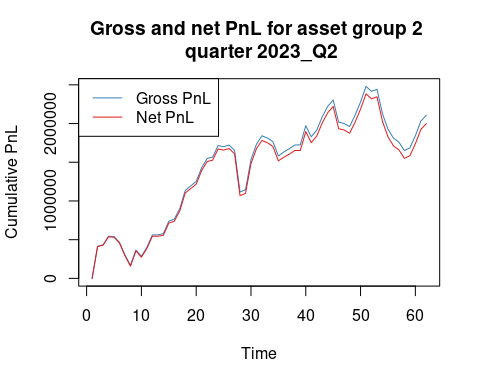 Gross and net PnL for asset group 2
quarter 2023_Q2
Gross PnL
Net PnL
Cumulative PnL
0
1000000
2000000
0 10 20 30 40 50 60
Time